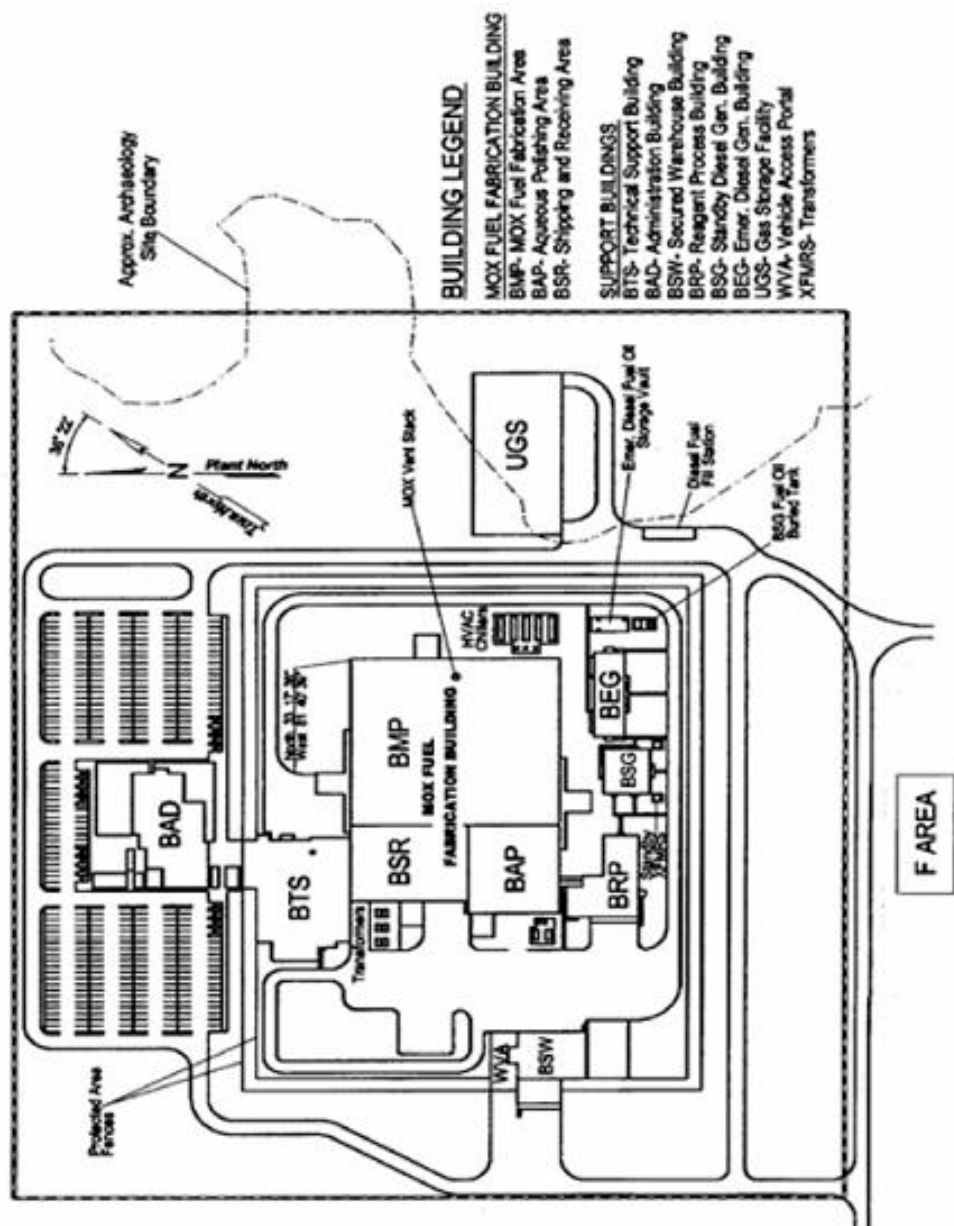 Approx. Archaeology
Site Boundary
36° 22'
N
Plant North
True North
BUILDING LEGEND
MOX FUEL FABRICATION BUILDING
BMP- MOX Fuel Fabrication Area
BAP- Aqueous Polishing Area
BSR- Shipping and Receiving Area
SUPPORT BUILDINGS
BTS- Technical Support Building
BAD- Administration Building
BSW- Secured Warehouse Building
BRP- Reagent Process Building
BSG- Standby Diesel Gen. Building
BEG- Emer. Diesel Gen. Building
UGS- Gas Storage Facility
WVA- Vehicle Access Portal
XFMRS- Transformers
UGS
MOX Vent Stack
Emer. Diesel Fuel Oil
Storage Vault
Diesel Fuel
Fill Station
BSG Fuel Oil
Buried Tank
HVAC
Chillers
BMP
MOX FUEL
FABRICATION BUILDING
BSR
BAP
BEG
BSG
BRP
Standby
XFMRS
BAD
BTS
Transformers
Protected Area
Fences
WVA
BSW
F AREA